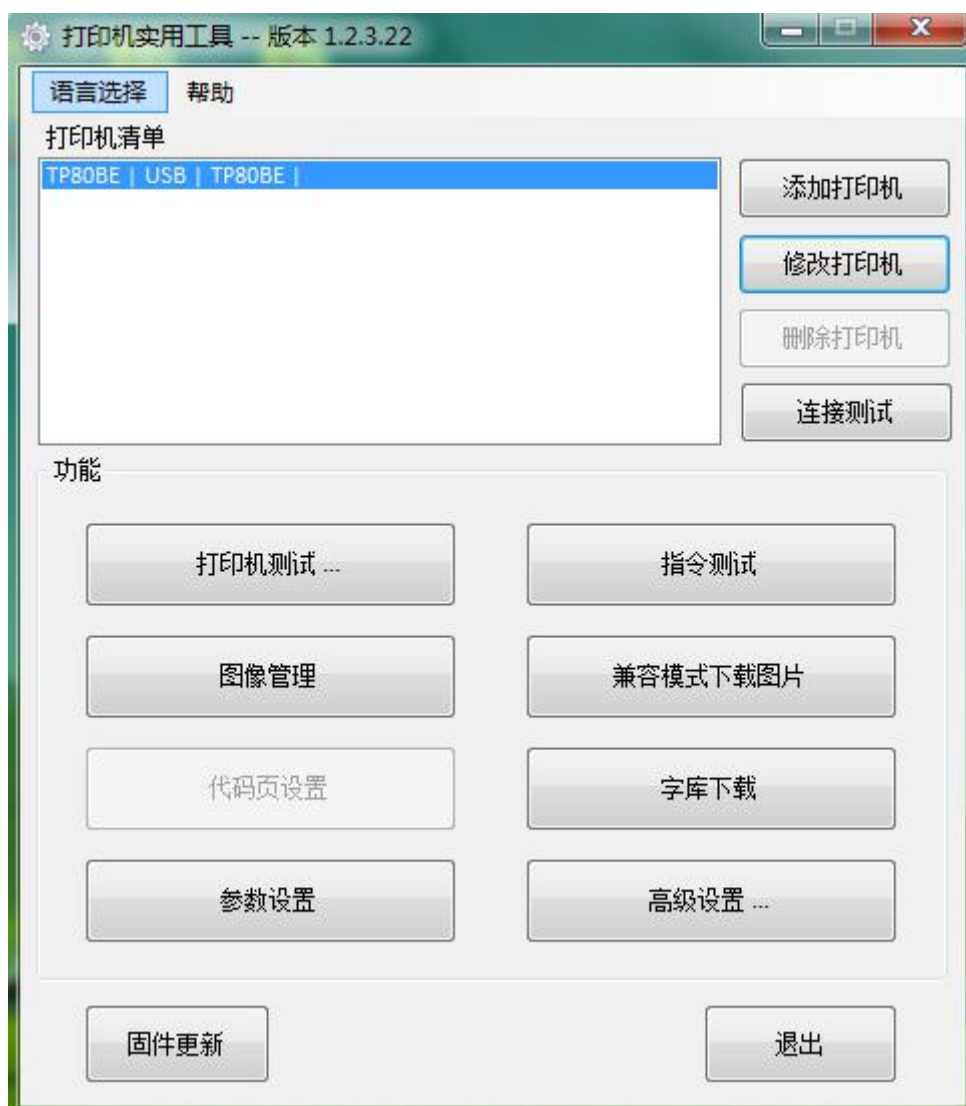 打印机实用工具 -- 版本 1.2.3.22
语言选择 帮助
打印机清单
TP80BE | USB | TP80BE |
添加打印机
修改打印机
删除打印机
连接测试
功能
打印机测试 ...
指令测试
图像管理
兼容模式下载图片
代码页设置
字库下载
参数设置
高级设置 ...
固件更新
退出